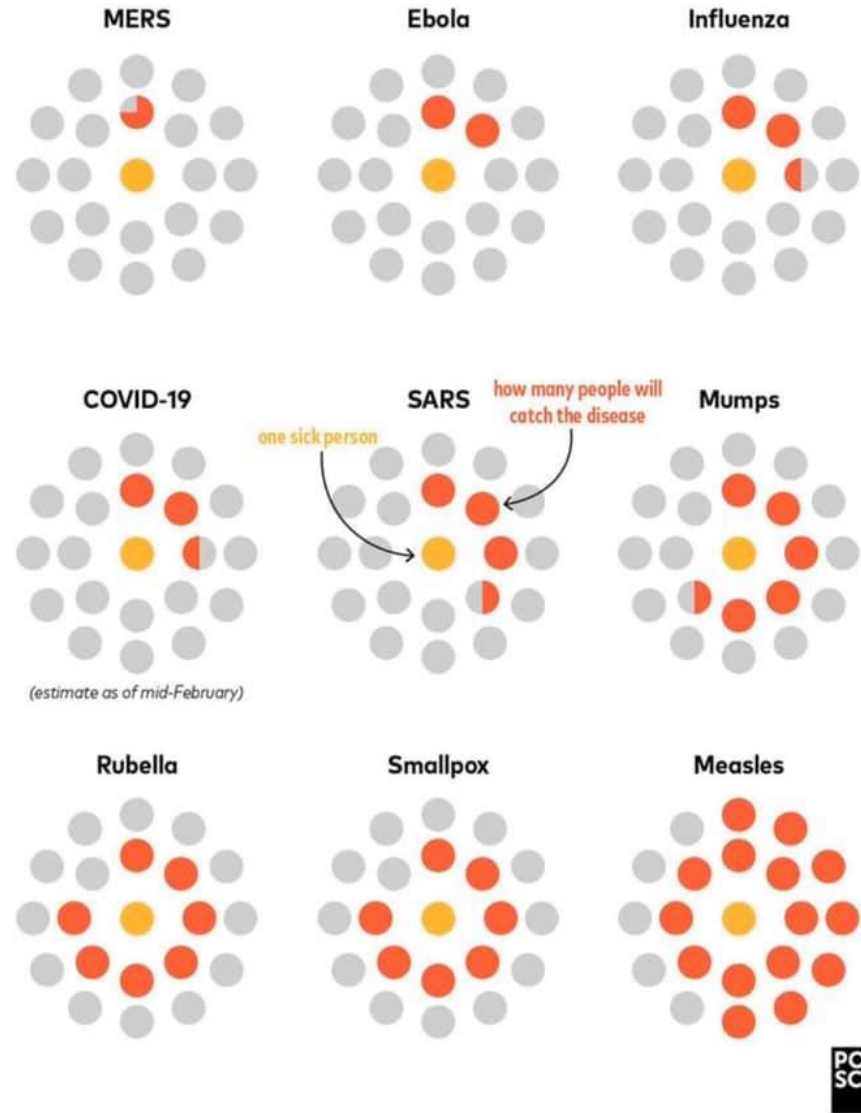 MERS
Ebola
Influenza
COVID-19
SARS
Mumps
one sick person
how many people will
catch the disease
(estimate as of mid-February)
Rubella
Smallpox
Measles